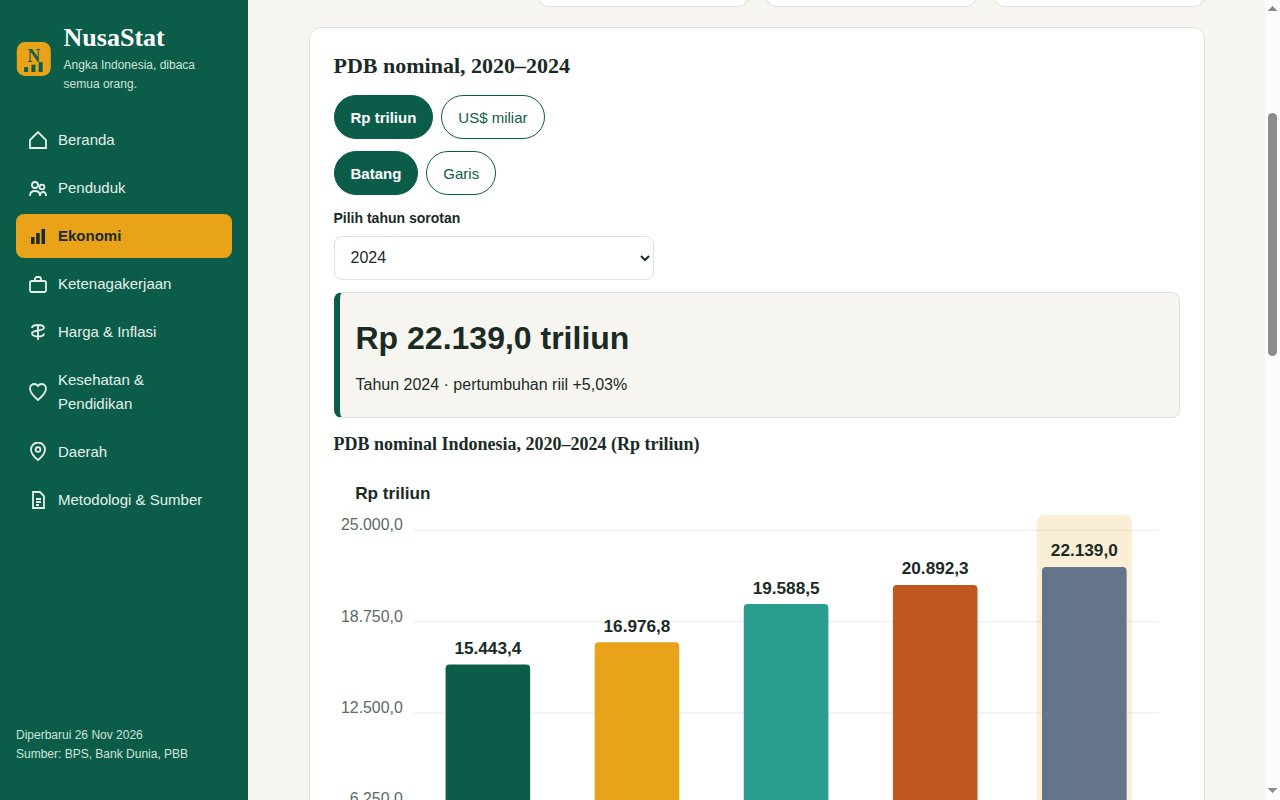 N
NusaStat
Angka Indonesia, dibaca
semua orang.
Beranda
Penduduk
Ekonomi
Ketenagakerjaan
Harga & Inflasi
Kesehatan &
Pendidikan
Daerah
Metodologi & Sumber
Diperbarui 26 Nov 2026
Sumber: BPS, Bank Dunia, PBB
PDB nominal, 2020–2024
Rp triliun
US$ miliar
Batang
Garis
Pilih tahun sorotan
2024
Rp 22.139,0 triliun
Tahun 2024 · pertumbuhan riil +5,03%
PDB nominal Indonesia, 2020–2024 (Rp triliun)
Rp triliun
25.000,0
18.750,0
12.500,0
6.250,0
15.443,4
16.976,8
19.588,5
20.892,3
22.139,0